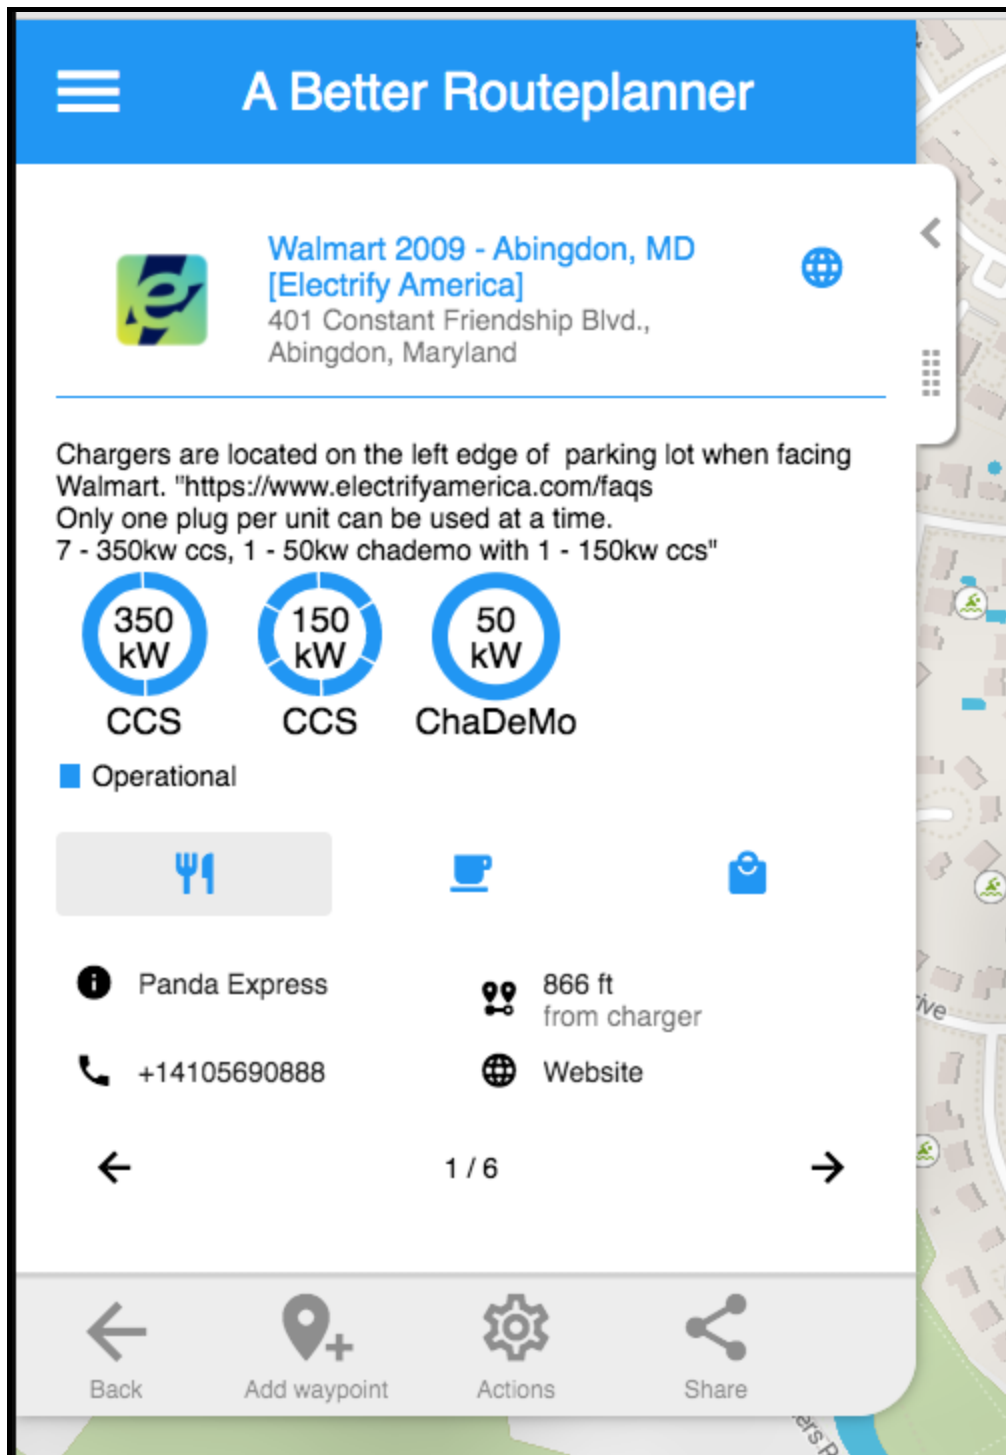 A Better Routeplanner
Walmart 2009 - Abingdon, MD
[Electrify America]
401 Constant Friendship Blvd.,
Abingdon, Maryland
Chargers are located on the left edge of  parking lot when facing
Walmart. "https://www.electrifyamerica.com/faqs
Only one plug per unit can be used at a time.
7 - 350kw ccs, 1 - 50kw chademo with 1 - 150kw ccs"
350
kW
CCS
150
kW
CCS
50
kW
ChaDeMo
Operational
Panda Express
866 ft
from charger
+14105690888
Website
1 / 6
Back
Add waypoint
Actions
Share